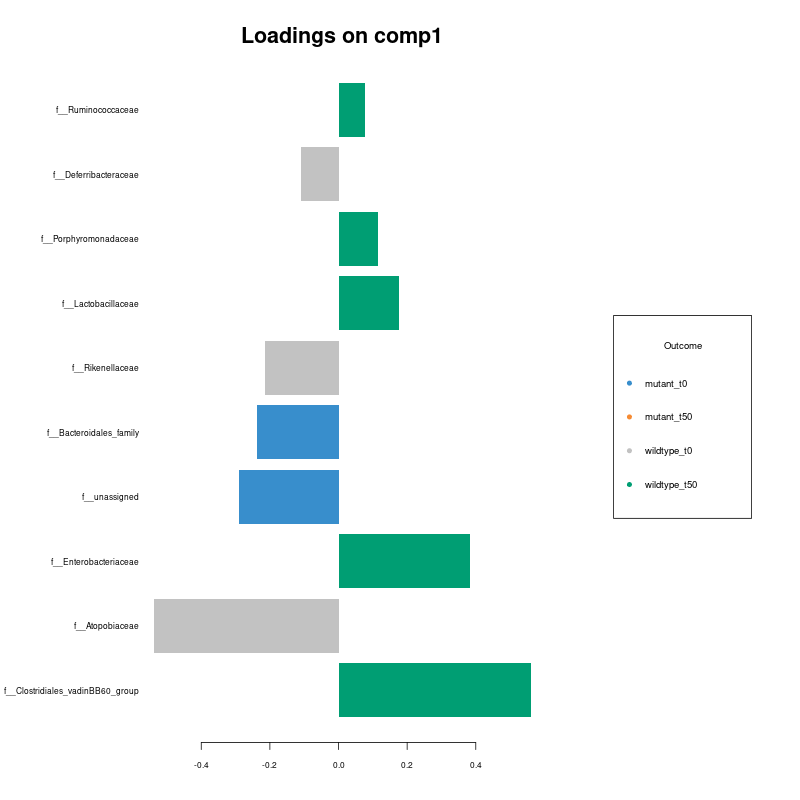 Loadings on comp1
f__Ruminococcaceae
f__Deferribacteraceae
f__Porphyromonadaceae
f__Lactobacillaceae
f__Rikenellaceae
f__Bacteroidales_family
f__unassigned
f__Enterobacteriaceae
f__Atopobiaceae
f__Clostridiales_vadinBB60_group
-0.4 -0.2 0.0 0.2 0.4
Outcome
mutant_t0
mutant_t50
wildtype_t0
wildtype_t50